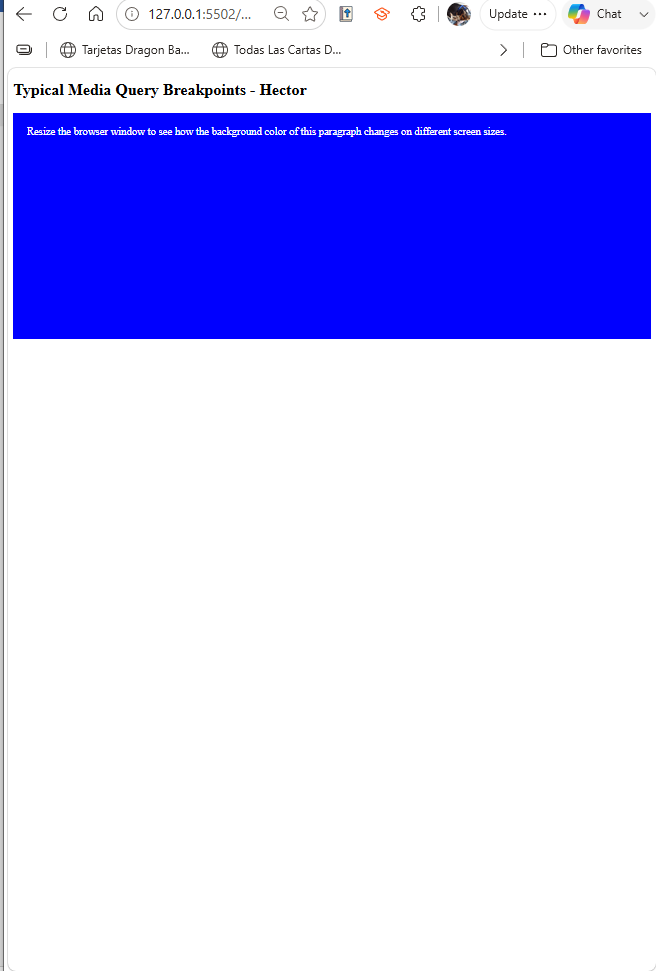 127.0.0.1:5502/...
Update ...
Chat
Tarjetas Dragon Ba...
Todas Las Cartas D...
Other favorites
Typical Media Query Breakpoints - Hector
Resize the browser window to see how the background color of this paragraph changes on different screen sizes.